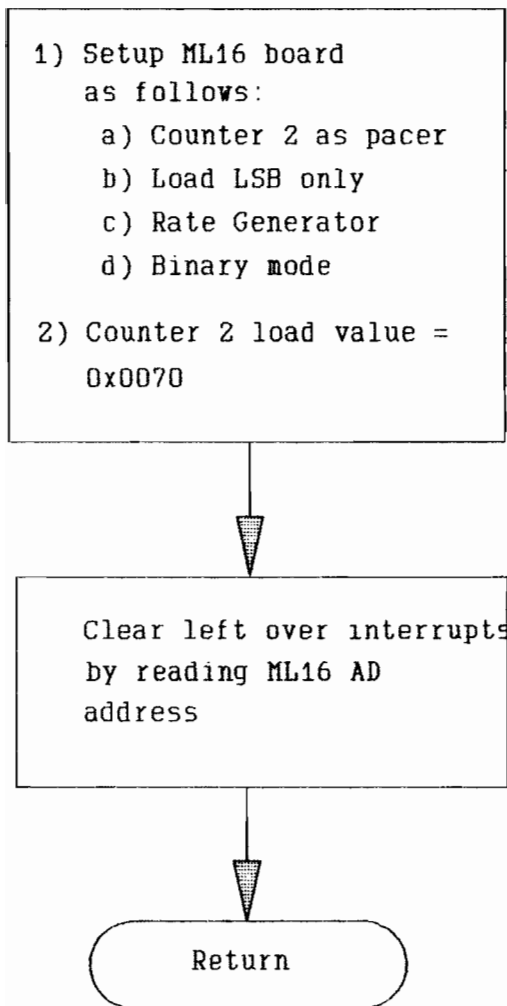 1) Setup ML16 board
as follows:
a) Counter 2 as pacer
b) Load LSB only
c) Rate Generator
d) Binary mode
2) Counter 2 load value =
0x0070
Clear left over interrupts
by reading ML16 AD
address
Return